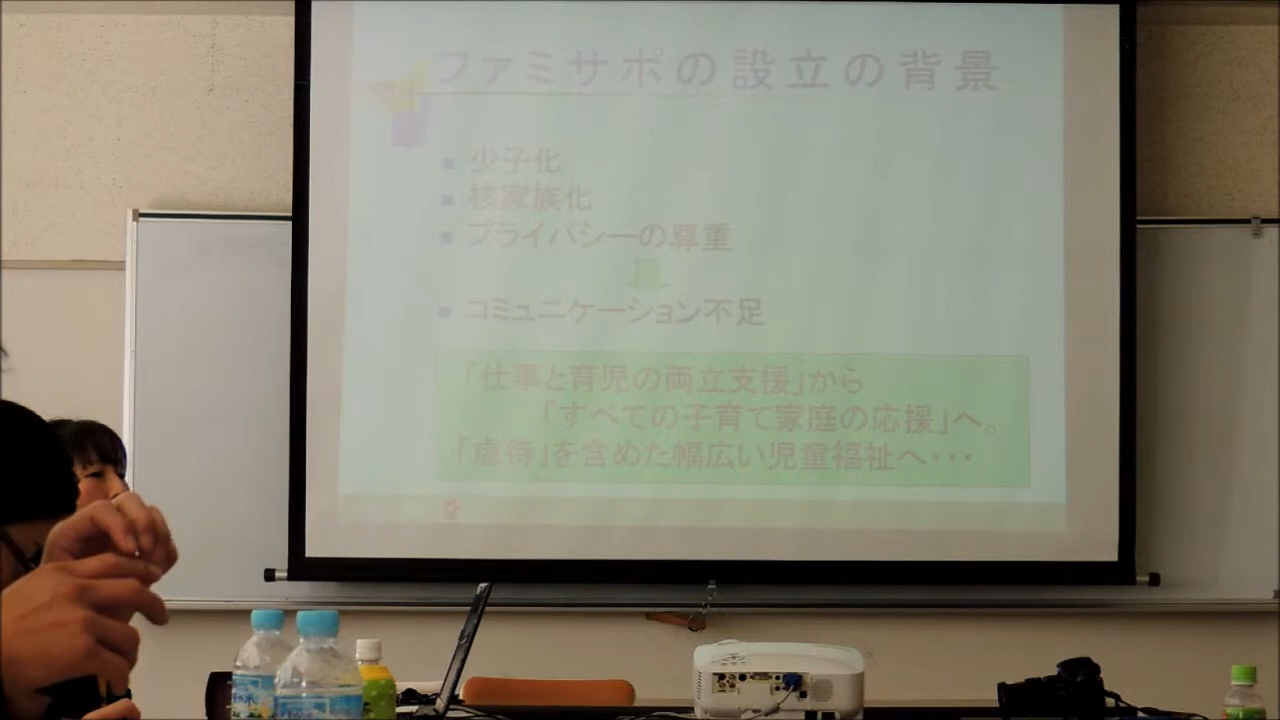 ファミサポの設立の背景
少子化
核家族化
プライバシーの尊重
コミュニケーション不足
「仕事と育児の両立支援」から
「すべての子育て家庭の応援」へ。
「虐待」を含めた幅広い児童福祉へ・・・